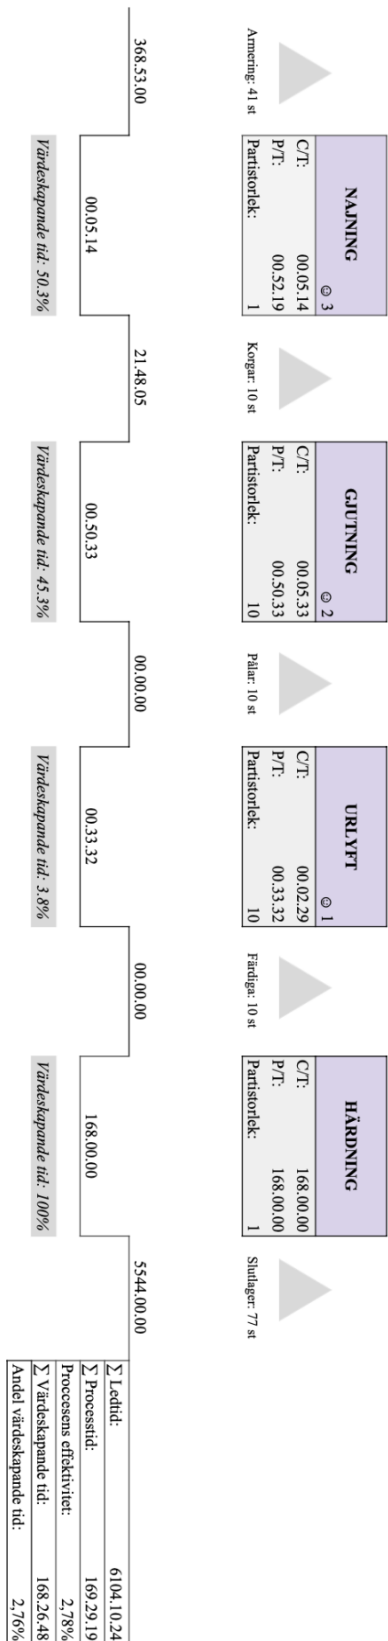 NAJNING
☺ 3
C/T: 00.05.14
P/T: 00.52.19
Partistorlek: 1
GJUTNING
☺ 2
C/T: 00.05.33
P/T: 00.50.33
Partistorlek: 10
URLYFT
☺ 1
C/T: 00.02.29
P/T: 00.33.32
Partistorlek: 10
HÄRDNING
C/T: 168.00.00
P/T: 168.00.00
Partistorlek: 1
Armering: 41 st
Korgar: 10 st
Pålar: 10 st
Färdiga: 10 st
Slutlager: 77 st
368.53.00
21.48.05
00.00.00
00.00.00
5544.00.00
00.05.14
00.50.33
00.33.32
168.00.00
Värdeskapande tid: 50.3%
Värdeskapande tid: 45.3%
Värdeskapande tid: 3.8%
Värdeskapande tid: 100%
∑ Ledtid: 6104.10.24
∑ Processtid: 169.29.19
Proccesens effektivitet: 2,78%
∑ Värdeskapande tid: 168.26.48
Andel värdeskapande tid: 2,76%